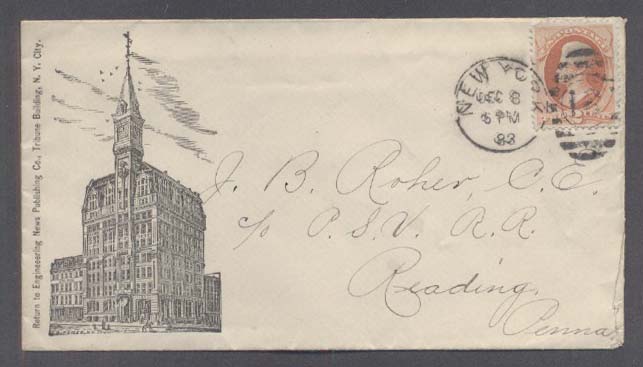 Return to Engineering News Publishing Co., Tribune Building, N. Y. City.
NEW YORK
DEC 8
6 PM
83
POSTAGE
J. B. Roher, C. E.
c/o P. S. V. R. R.
Reading,
Penna